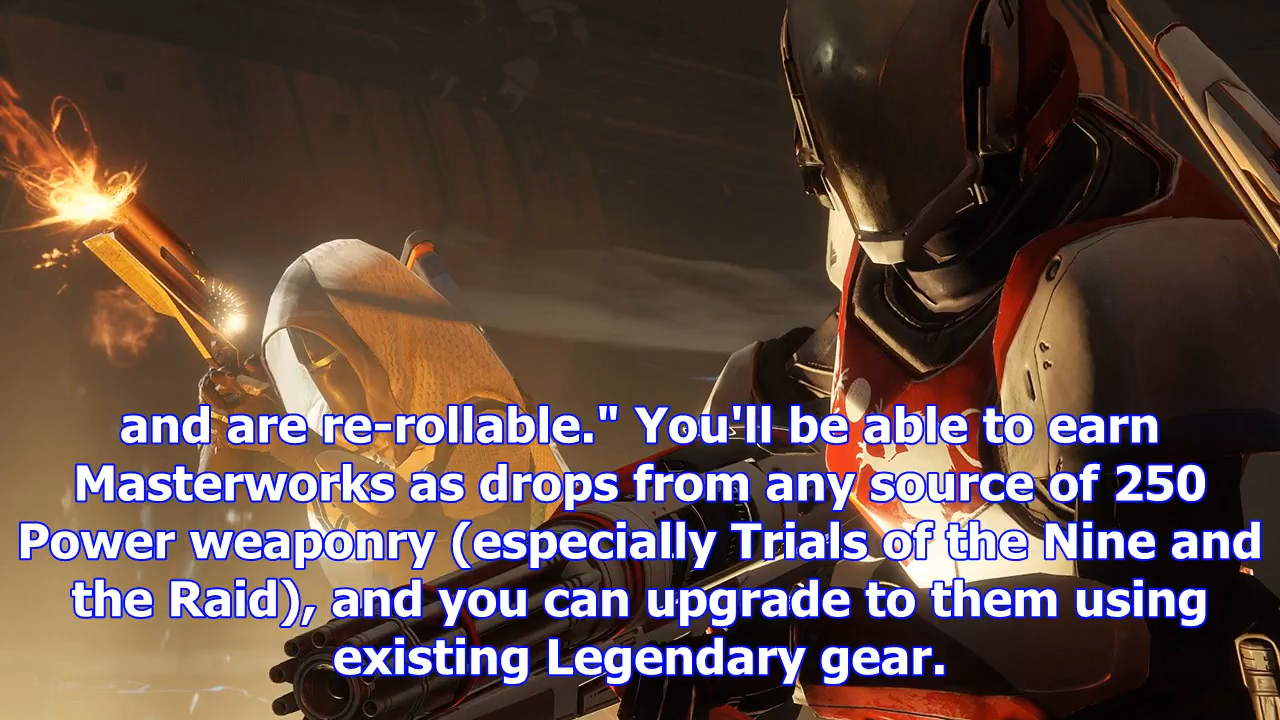 and are re-rollable." You'll be able to earn
Masterworks as drops from any source of 250
Power weaponry (especially Trials of the Nine and
the Raid), and you can upgrade to them using
existing Legendary gear.